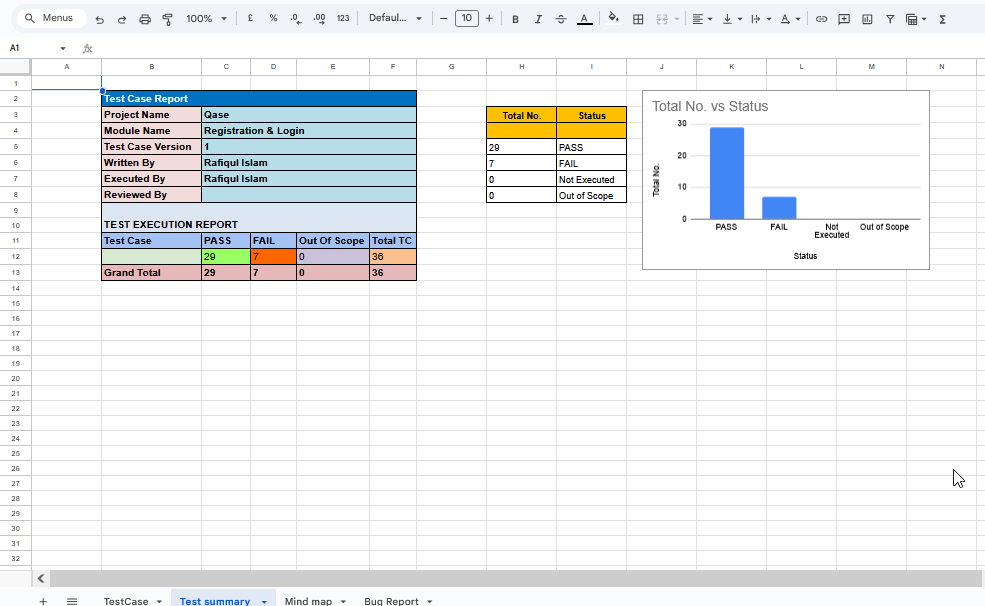 Menus 100% £ % .0 .00 123 Defaul... − 10 + B I S A A Σ
A1 fx
A B C D E F G H I J K L M N
1
2 Test Case Report
3 Project Name Qase Total No. Status
4 Module Name Registration & Login
5 Test Case Version 1 29 PASS
6 Written By Rafiqul Islam 7 FAIL
7 Executed By Rafiqul Islam 0 Not Executed
8 Reviewed By 0 Out of Scope
9
10 TEST EXECUTION REPORT
11 Test Case PASS FAIL Out Of Scope Total TC
12 29 7 0 36
13 Grand Total 29 7 0 36
14
15
16
17
18
19
20
21
22
23
24
25
26
27
28
29
30
31
32
Total No. vs Status
Total No.
30
20
10
0
PASS FAIL Not Executed Out of Scope
Status
+ TestCase Test summary Mind map Bug Report